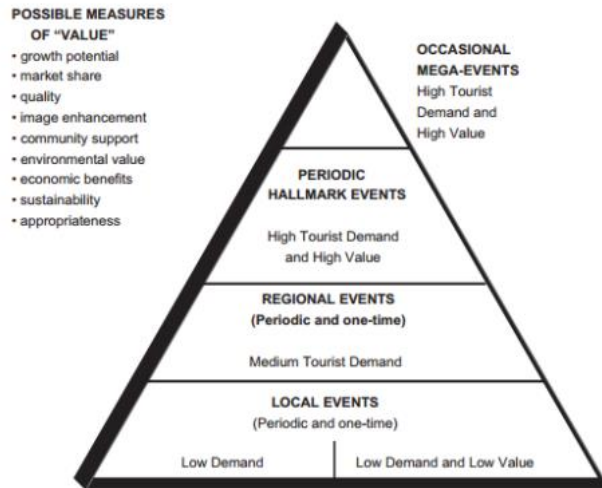 POSSIBLE MEASURES
OF “VALUE”
• growth potential
• market share
• quality
• image enhancement
• community support
• environmental value
• economic benefits
• sustainability
• appropriateness
OCCASIONAL
MEGA-EVENTS
High Tourist
Demand and
High Value
PERIODIC
HALLMARK EVENTS
High Tourist Demand
and High Value
REGIONAL EVENTS
(Periodic and one-time)
Medium Tourist Demand
LOCAL EVENTS
(Periodic and one-time)
Low Demand
Low Demand and Low Value